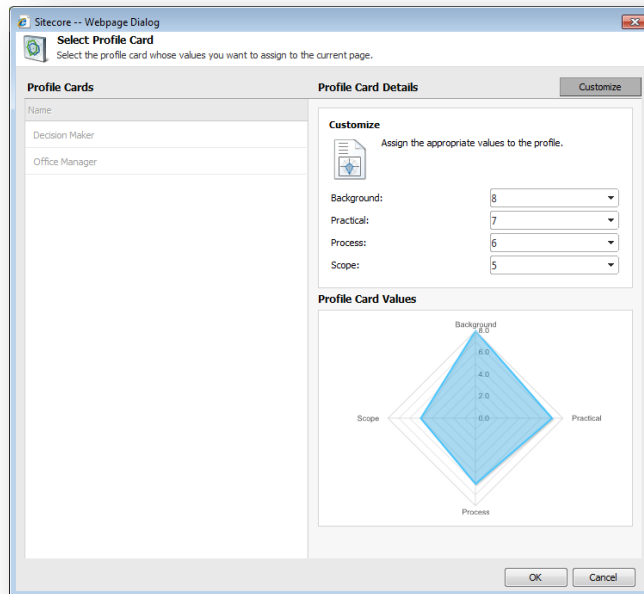 Sitecore -- Webpage Dialog
Select Profile Card
Select the profile card whose values you want to assign to the current page.
Profile Cards
Name
Decision Maker
Office Manager
Profile Card Details
Customize
Customize
Assign the appropriate values to the profile.
Background: 8
Practical: 7
Process: 6
Scope: 5
Profile Card Values
Background
8.0
6.0
4.0
2.0
Scope 0.0 Practical
Process
OK Cancel